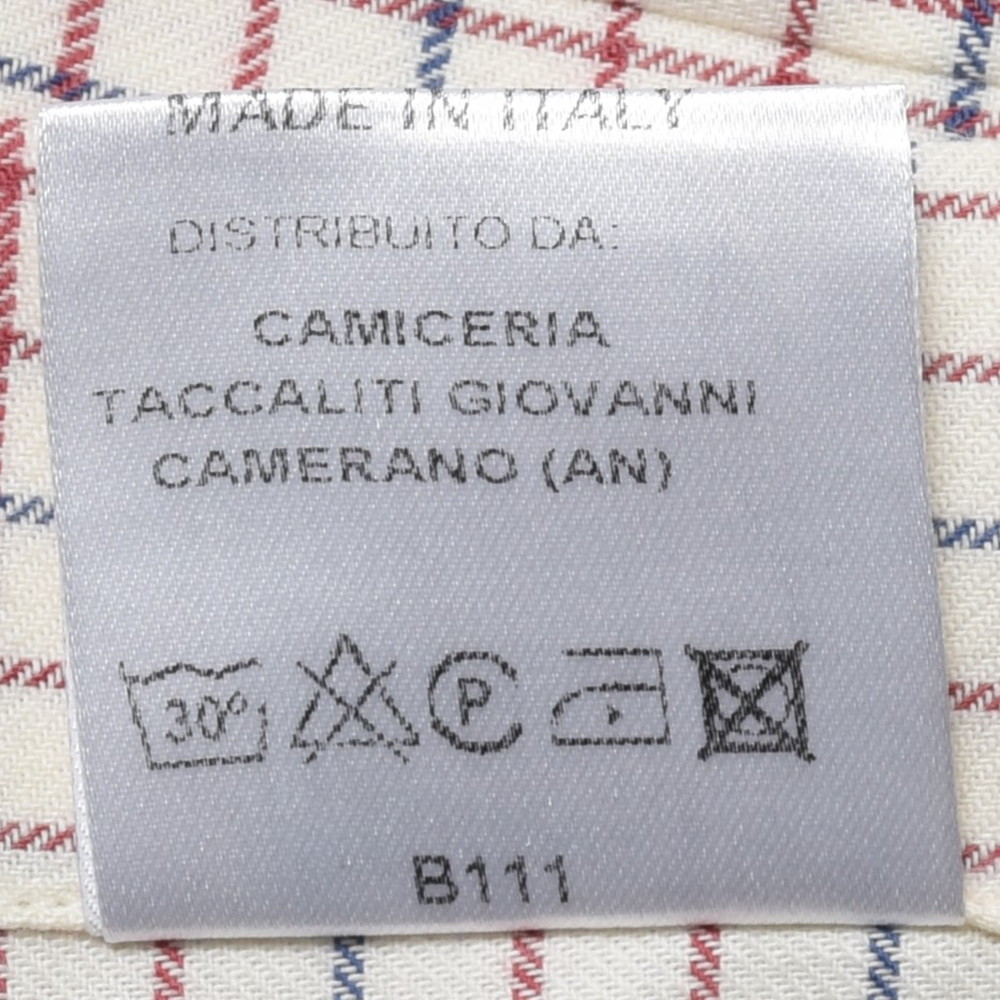 MADE IN ITALY
DISTRIBUITO DA:
CAMICERIA
TACCALITI GIOVANNI
CAMERANO (AN)
30° P
B111